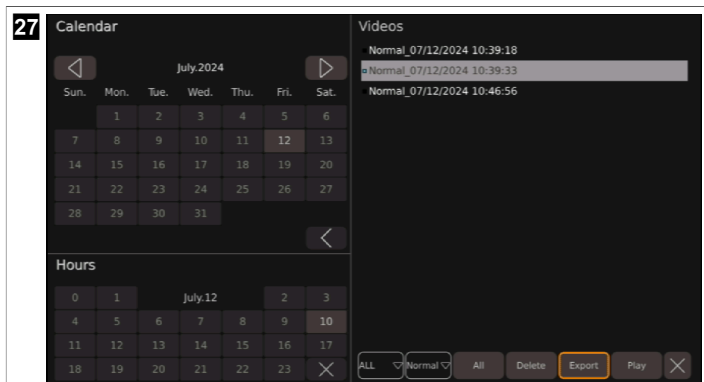 27
Calendar
July.2024
Sun. Mon. Tue. Wed. Thu. Fri. Sat.
1 2 3 4 5 6
7 8 9 10 11 12 13
14 15 16 17 18 19 20
21 22 23 24 25 26 27
28 29 30 31
Hours
0 1 July.12 2 3
4 5 6 7 8 9 10
11 12 13 14 15 16 17
18 19 20 21 22 23
Videos
Normal_07/12/2024 10:39:18
Normal_07/12/2024 10:39:33
Normal_07/12/2024 10:46:56
ALL Normal All Delete Export Play